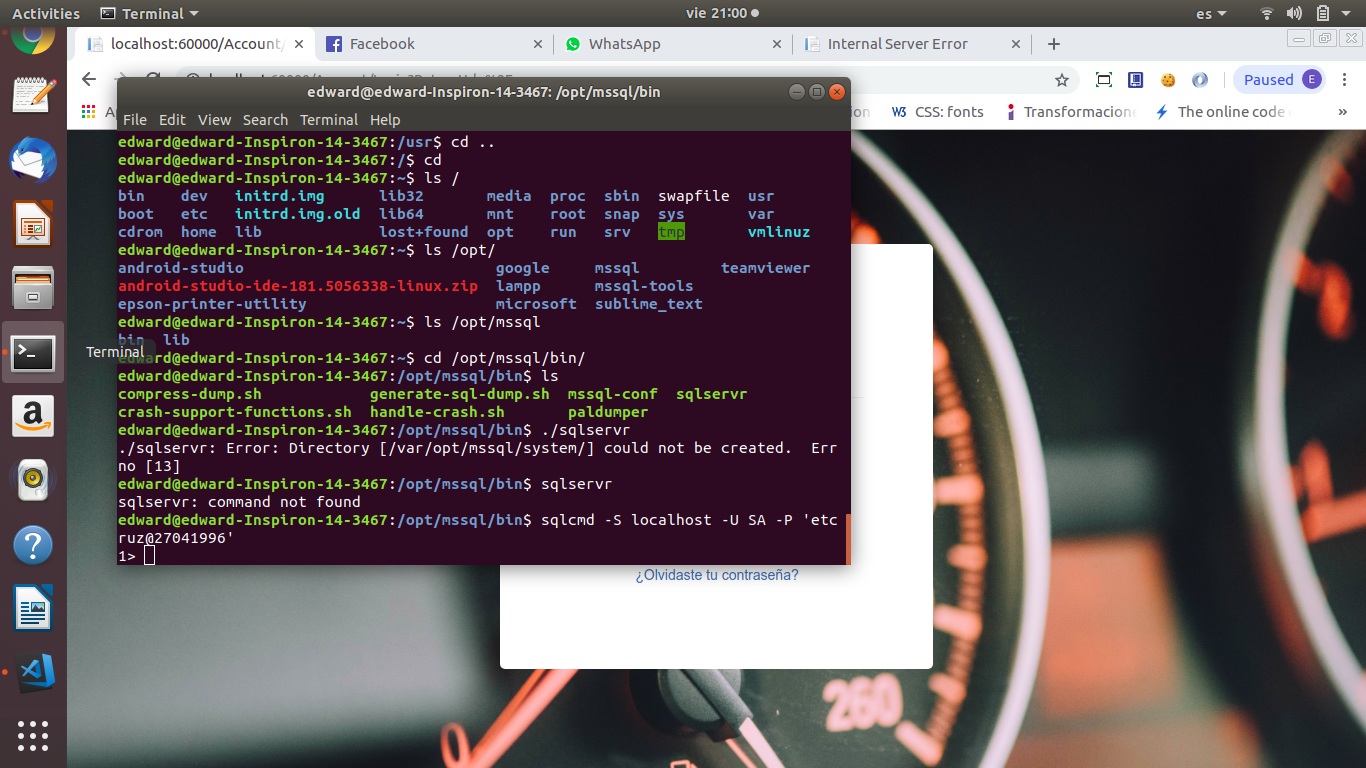 Activities Terminal vie 21:00 es
localhost:60000/Account/ Facebook WhatsApp Internal Server Error
Paused E
CSS: fonts Transformacione The online code
edward@edward-Inspiron-14-3467: /opt/mssql/bin
File Edit View Search Terminal Help
edward@edward-Inspiron-14-3467:/usr$ cd ..
edward@edward-Inspiron-14-3467:/$ cd
edward@edward-Inspiron-14-3467:~$ ls /
bin dev initrd.img lib32 media proc sbin swapfile usr
boot etc initrd.img.old lib64 mnt root snap sys var
cdrom home lib lost+found opt run srv tmp vmlinuz
edward@edward-Inspiron-14-3467:~$ ls /opt/
android-studio google mssql teamviewer
android-studio-ide-181.5056338-linux.zip lampp mssql-tools
epson-printer-utility microsoft sublime_text
edward@edward-Inspiron-14-3467:~$ ls /opt/mssql
bin lib
Terminal
edward@edward-Inspiron-14-3467:~$ cd /opt/mssql/bin/
edward@edward-Inspiron-14-3467:/opt/mssql/bin$ ls
compress-dump.sh generate-sql-dump.sh mssql-conf sqlservr
crash-support-functions.sh handle-crash.sh paldumper
edward@edward-Inspiron-14-3467:/opt/mssql/bin$ ./sqlservr
./sqlservr: Error: Directory [/var/opt/mssql/system/] could not be created.  Err
no [13]
edward@edward-Inspiron-14-3467:/opt/mssql/bin$ sqlservr
sqlservr: command not found
edward@edward-Inspiron-14-3467:/opt/mssql/bin$ sqlcmd -S localhost -U SA -P 'etc
ruz@27041996'
1>
¿Olvidaste tu contraseña?
260